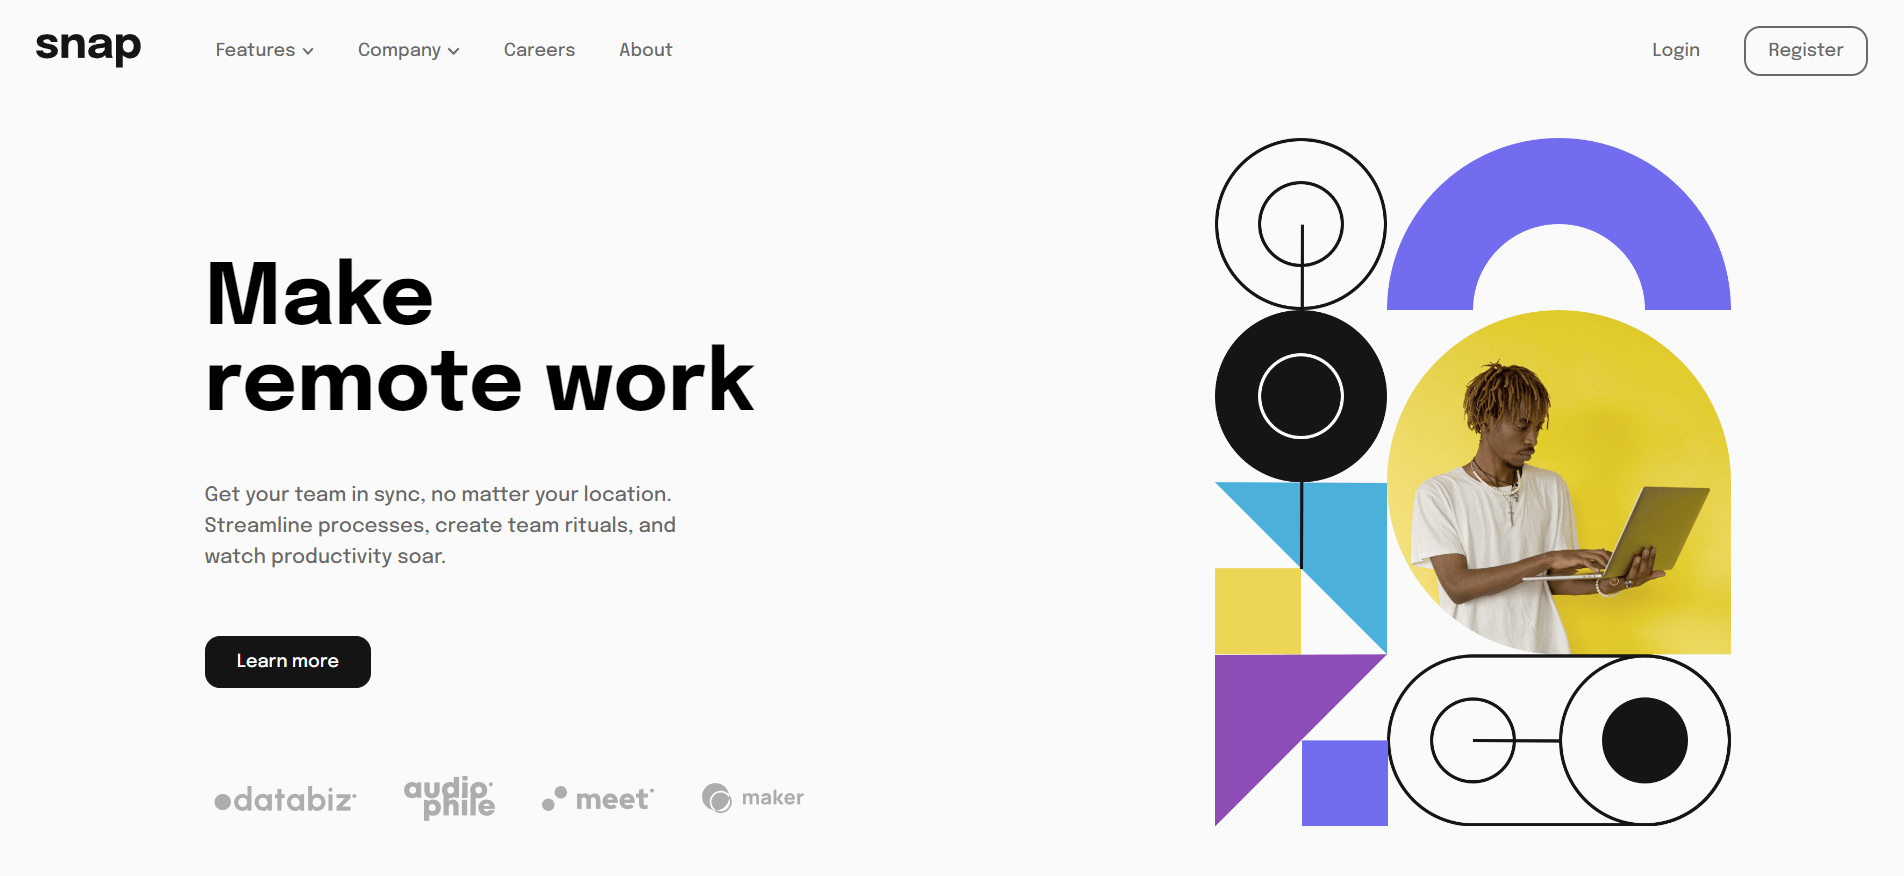 snap
Features
Company
Careers
About
Login
Register
Make
remote work
Get your team in sync, no matter your location.
Streamline processes, create team rituals, and
watch productivity soar.
Learn more
databiz
audio
phile
meet
maker